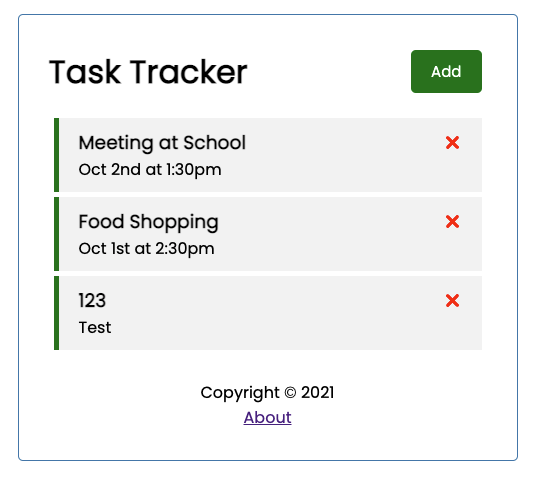 Task Tracker
Add
Meeting at School
Oct 2nd at 1:30pm
Food Shopping
Oct 1st at 2:30pm
123
Test
Copyright © 2021
About